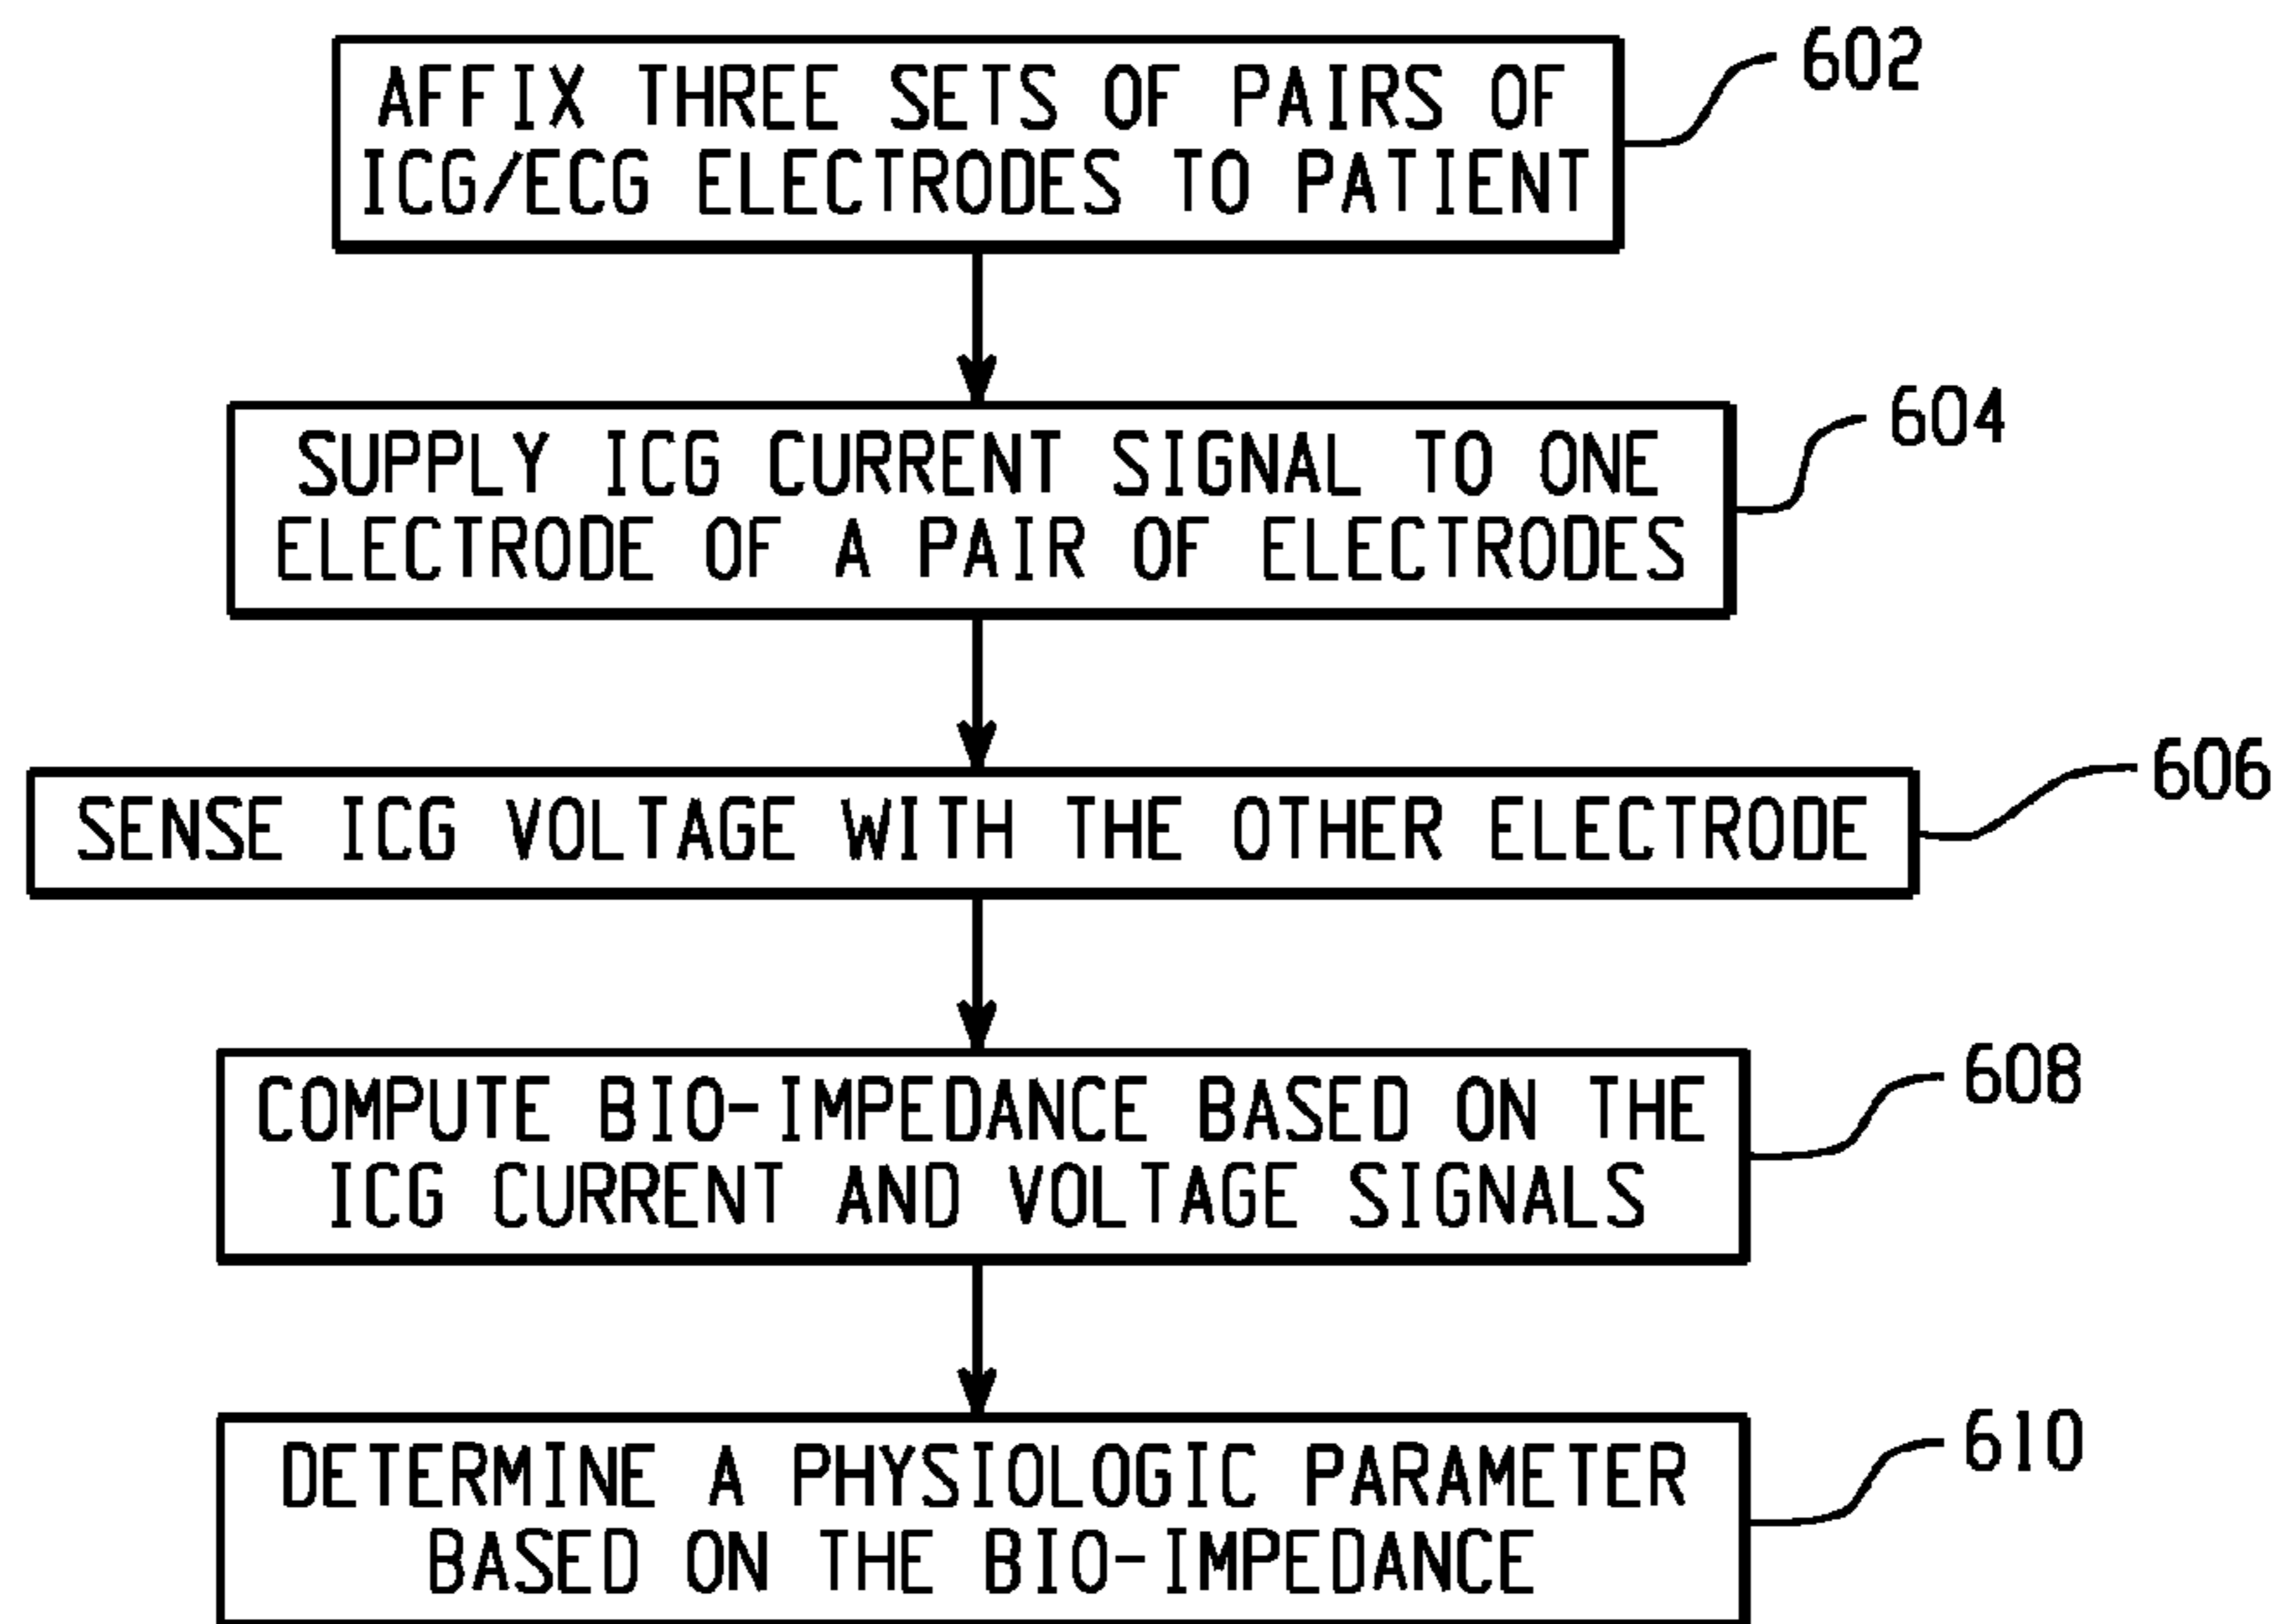 AFFIX THREE SETS OF PAIRS OF
ICG/ECG ELECTRODES TO PATIENT
602
SUPPLY ICG CURRENT SIGNAL TO ONE
ELECTRODE OF A PAIR OF ELECTRODES
604
SENSE ICG VOLTAGE WITH THE OTHER ELECTRODE
606
COMPUTE BIO-IMPEDANCE BASED ON THE
ICG CURRENT AND VOLTAGE SIGNALS
608
DETERMINE A PHYSIOLOGIC PARAMETER
BASED ON THE BIO-IMPEDANCE
610